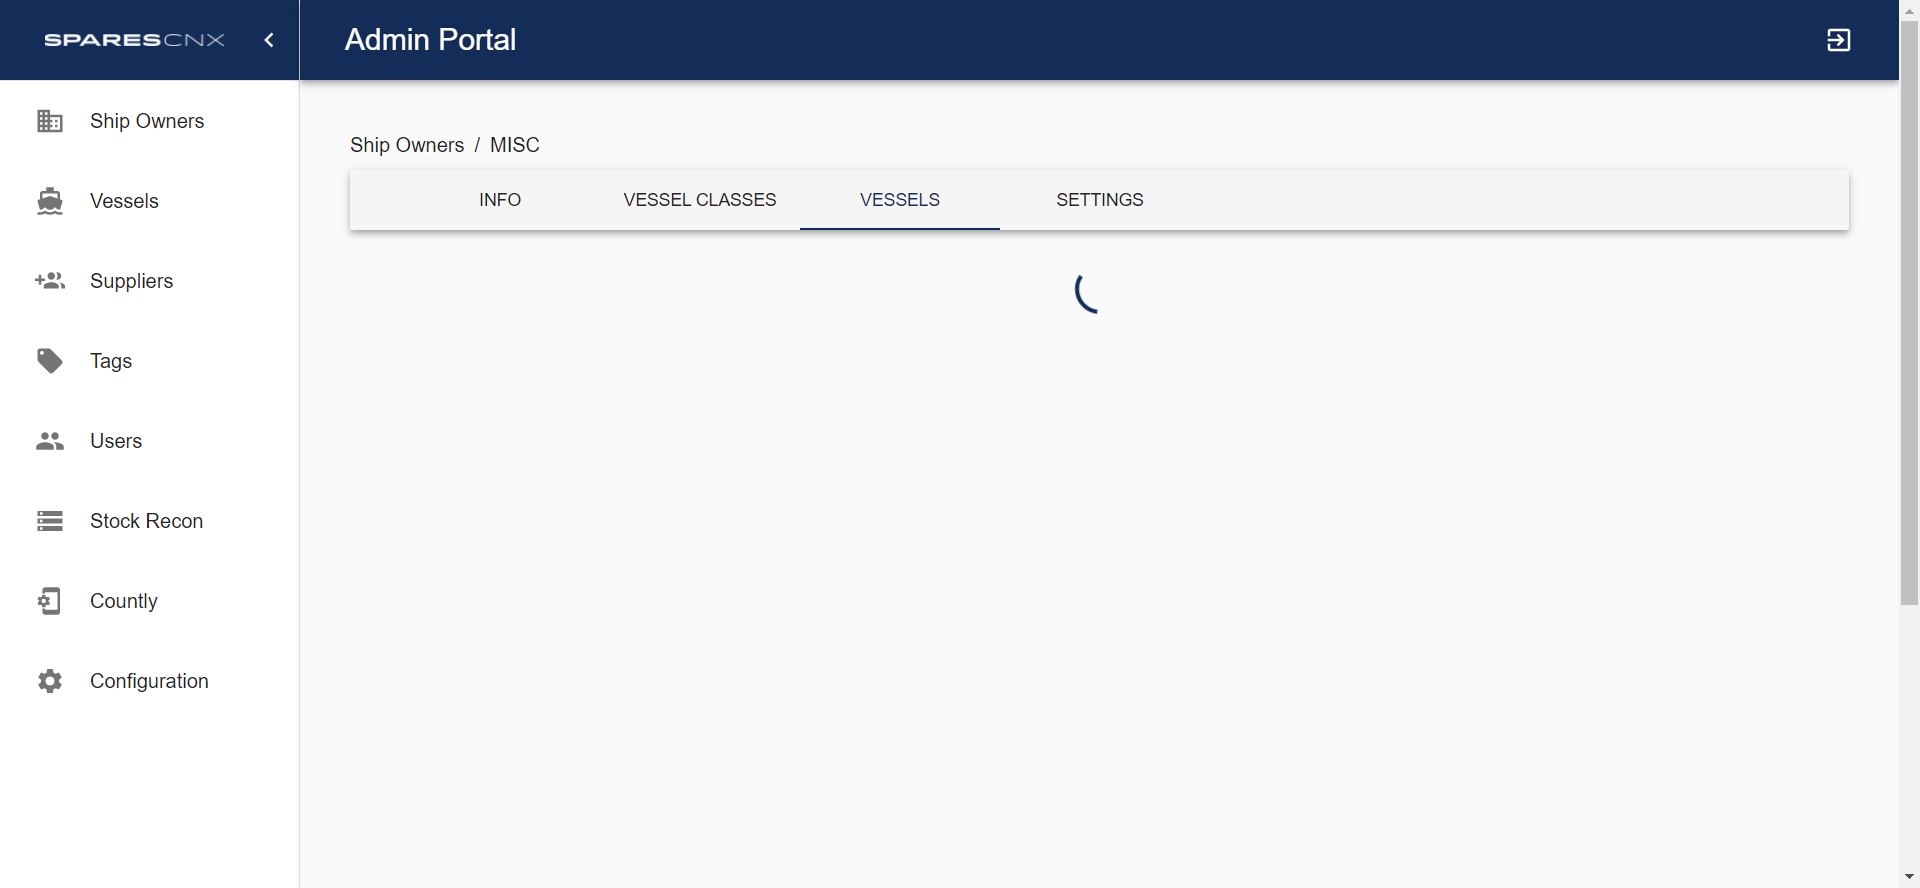 SPARESCNX
Admin Portal
Ship Owners
Vessels
Suppliers
Tags
Users
Stock Recon
Countly
Configuration
Ship Owners / MISC
INFO VESSEL CLASSES VESSELS SETTINGS